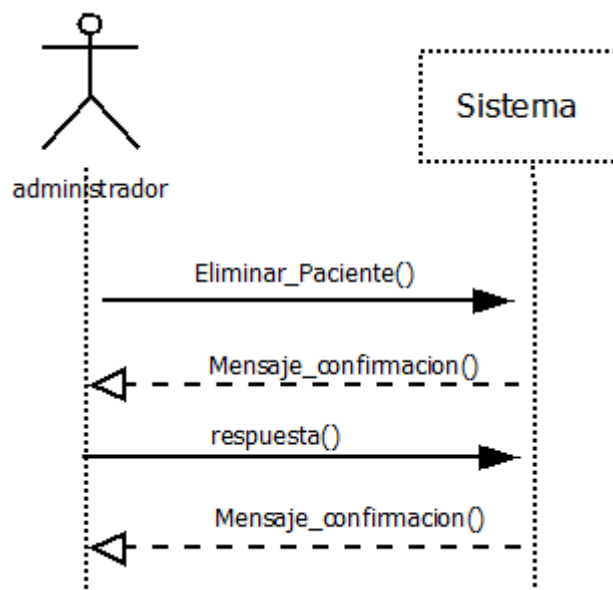 Sistema
administrador
Eliminar_Paciente()
Mensaje_confirmacion()
respuesta()
Mensaje_confirmacion()